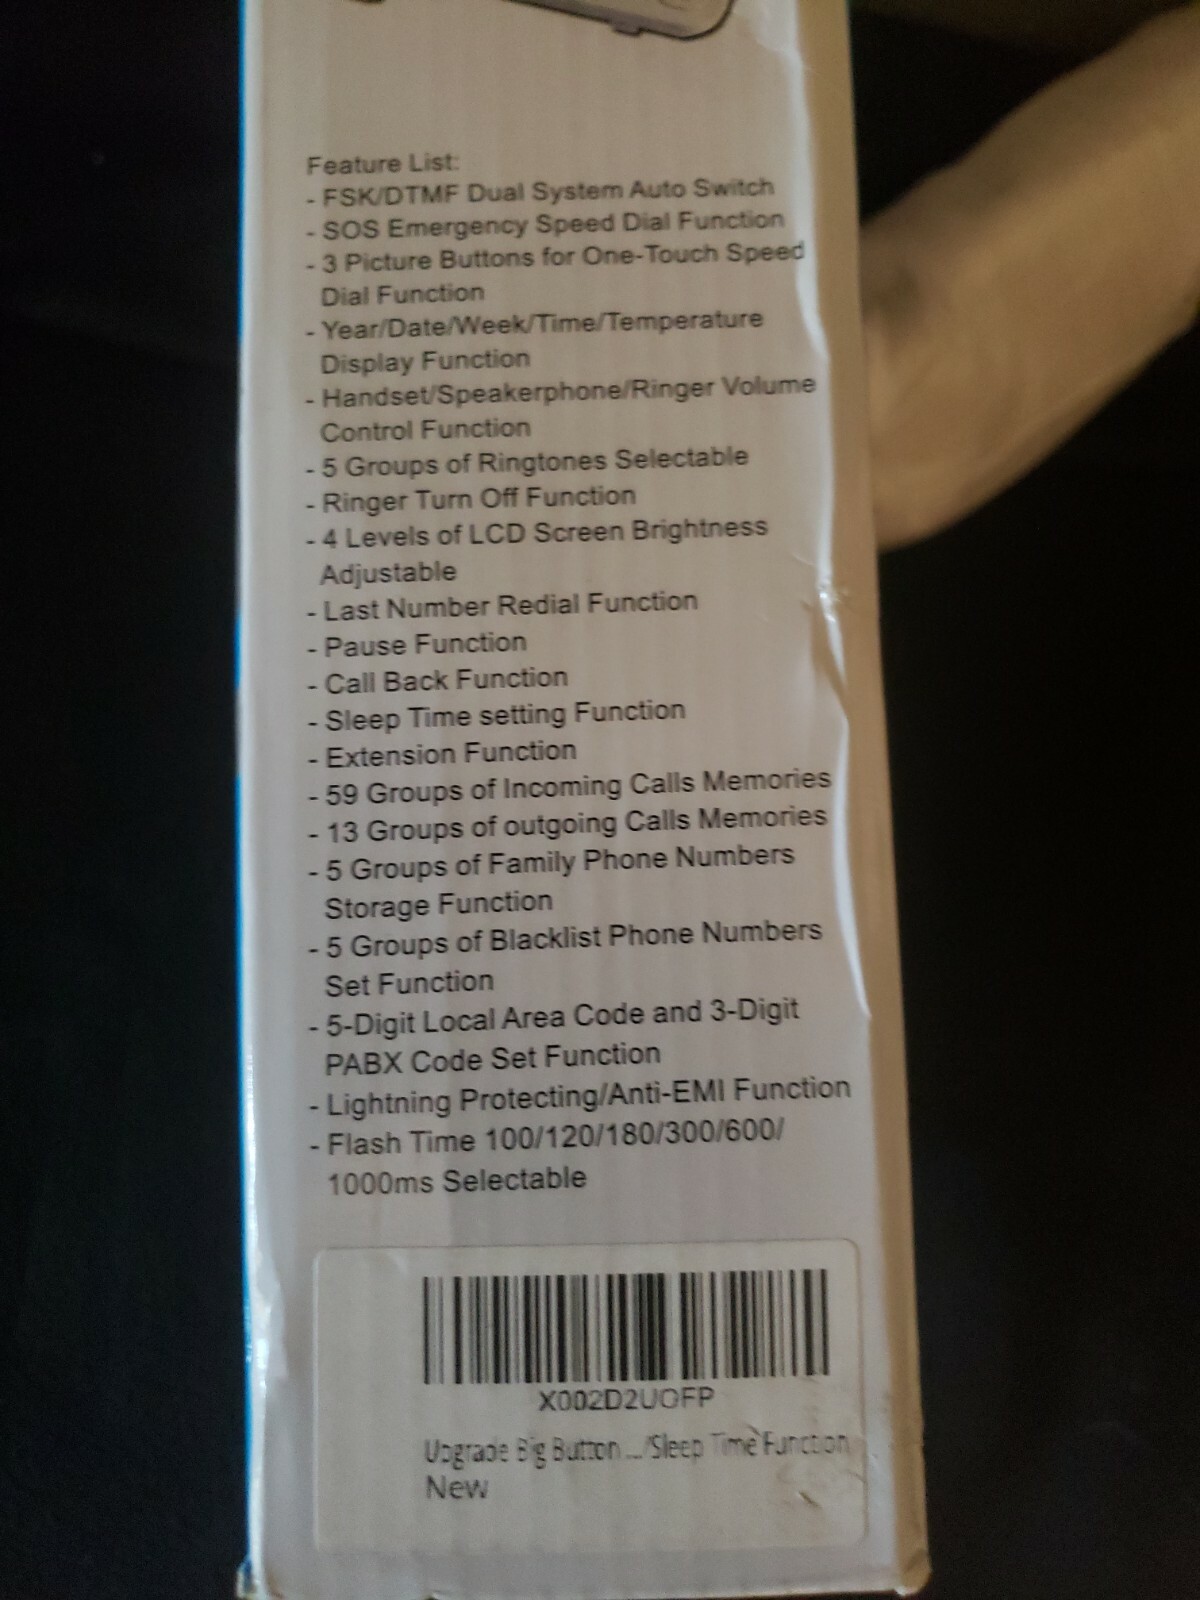 Feature List:
- FSK/DTMF Dual System Auto Switch
- SOS Emergency Speed Dial Function
- 3 Picture Buttons for One-Touch Speed
Dial Function
- Year/Date/Week/Time/Temperature
Display Function
- Handset/Speakerphone/Ringer Volume
Control Function
- 5 Groups of Ringtones Selectable
- Ringer Turn Off Function
- 4 Levels of LCD Screen Brightness
Adjustable
- Last Number Redial Function
- Pause Function
- Call Back Function
- Sleep Time setting Function
- Extension Function
- 59 Groups of Incoming Calls Memories
- 13 Groups of outgoing Calls Memories
- 5 Groups of Family Phone Numbers
Storage Function
- 5 Groups of Blacklist Phone Numbers
Set Function
- 5-Digit Local Area Code and 3-Digit
PABX Code Set Function
- Lightning Protecting/Anti-EMI Function
- Flash Time 100/120/180/300/600/
1000ms Selectable
X002D2UOFP
Upgrade Big Button .../Sleep Time Function
New